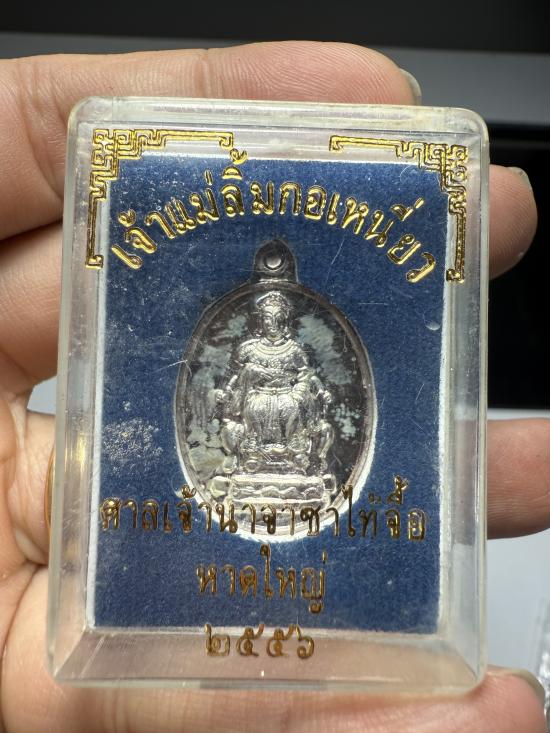 เจ้าแม่ลิ้มกอเหนี่ยว
ศาลเจ้านาจาซาไท้จื้อ
หาดใหญ่
๒๕๕๖